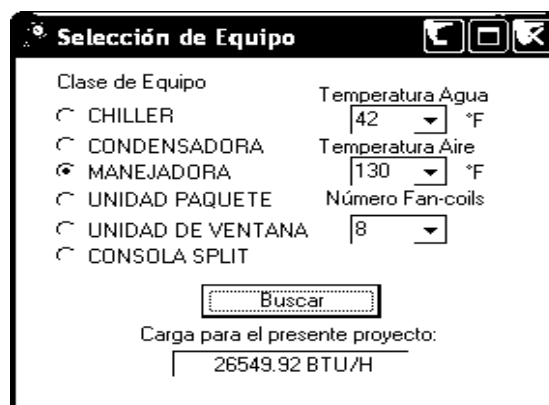 Selección de Equipo
Clase de Equipo
CHILLER
CONDENSADORA
MANEJADORA
UNIDAD PAQUETE
UNIDAD DE VENTANA
CONSOLA SPLIT
Temperatura Agua
42 °F
Temperatura Aire
130 °F
Número Fan-coils
8
Buscar
Carga para el presente proyecto:
26549.92 BTU/H